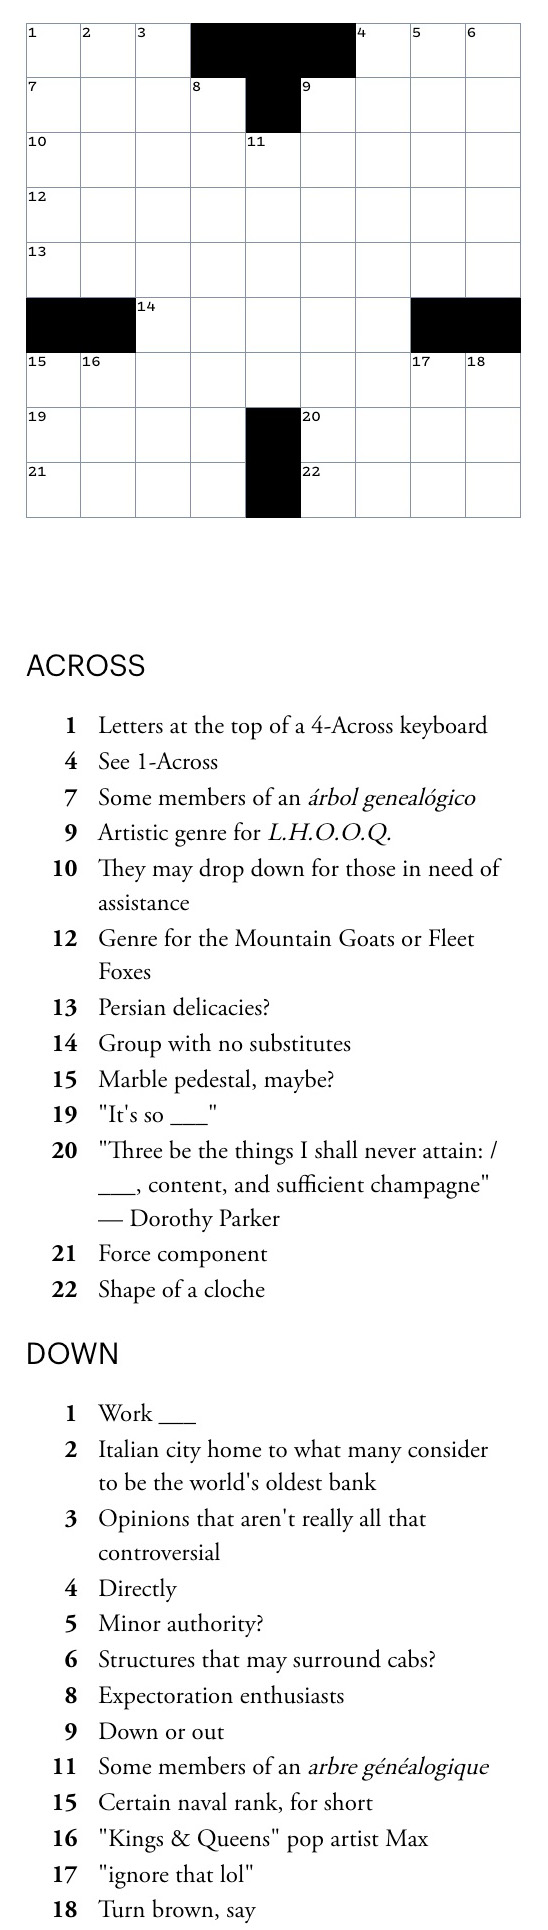 1 2 3 4 5 6
7 8 9
10 11
12
13
14
15 16 17 18
19 20
21 22
ACROSS
1 Letters at the top of a 4-Across keyboard
4 See 1-Across
7 Some members of an árbol genealógico
9 Artistic genre for L.H.O.O.Q.
10 They may drop down for those in need of
assistance
12 Genre for the Mountain Goats or Fleet
Foxes
13 Persian delicacies?
14 Group with no substitutes
15 Marble pedestal, maybe?
19 "It's so ___"
20 "Three be the things I shall never attain: /
___, content, and sufficient champagne"
— Dorothy Parker
21 Force component
22 Shape of a cloche
DOWN
1 Work ___
2 Italian city home to what many consider
to be the world's oldest bank
3 Opinions that aren't really all that
controversial
4 Directly
5 Minor authority?
6 Structures that may surround cabs?
8 Expectoration enthusiasts
9 Down or out
11 Some members of an arbre généalogique
15 Certain naval rank, for short
16 "Kings & Queens" pop artist Max
17 "ignore that lol"
18 Turn brown, say